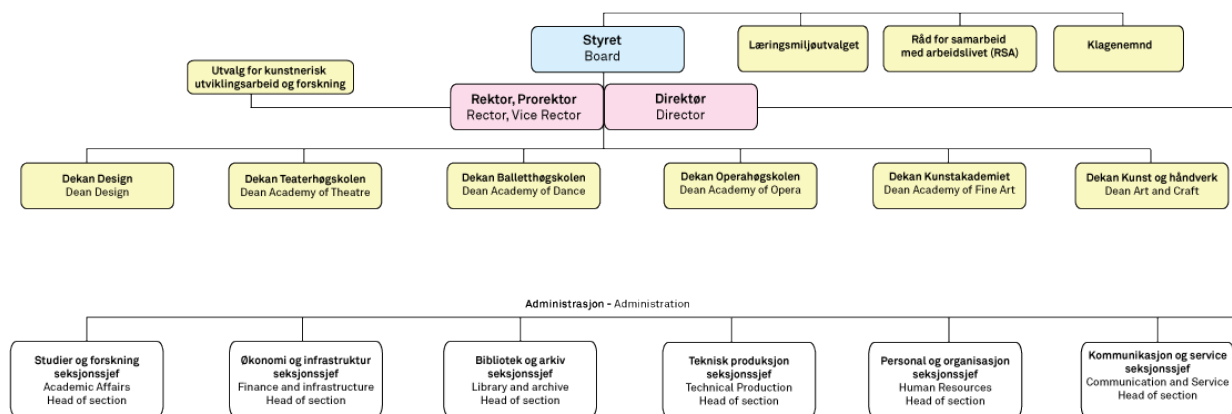 Styret
Board
Læringsmiljøutvalget
Råd for samarbeid
med arbeidslivet (RSA)
Klagenemnd
Utvalg for kunstnerisk
utviklingsarbeid og forskning
Rektor, Prorektor
Rector, Vice Rector
Direktør
Director
Dekan Design
Dean Design
Dekan Teaterhøgskolen
Dean Academy of Theatre
Dekan Balletthøgskolen
Dean Academy of Dance
Dekan Operahøgskolen
Dean Academy of Opera
Dekan Kunstakademiet
Dean Academy of Fine Art
Dekan Kunst og håndverk
Dean Art and Craft
Administrasjon - Administration
Studier og forskning
seksjonssjef
Academic Affairs
Head of section
Økonomi og infrastruktur
seksjonssjef
Finance and infrastructure
Head of section
Bibliotek og arkiv
seksjonssjef
Library and archive
Head of section
Teknisk produksjon
seksjonssjef
Technical Production
Head of section
Personal og organisasjon
seksjonssjef
Human Resources
Head of section
Kommunikasjon og service
seksjonssjef
Communication and Service
Head of section